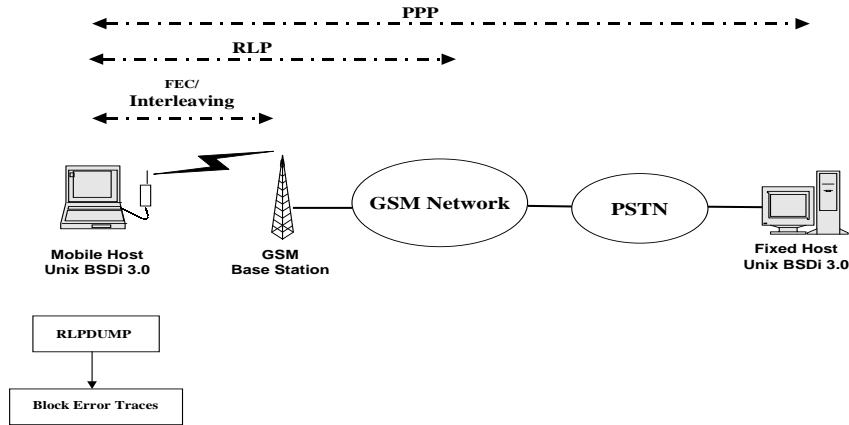 PPP
RLP
FEC/
Interleaving
GSM Network
PSTN
Mobile Host
Unix BSDi 3.0
GSM
Base Station
Fixed Host
Unix BSDi 3.0
RLPDUMP
Block Error Traces